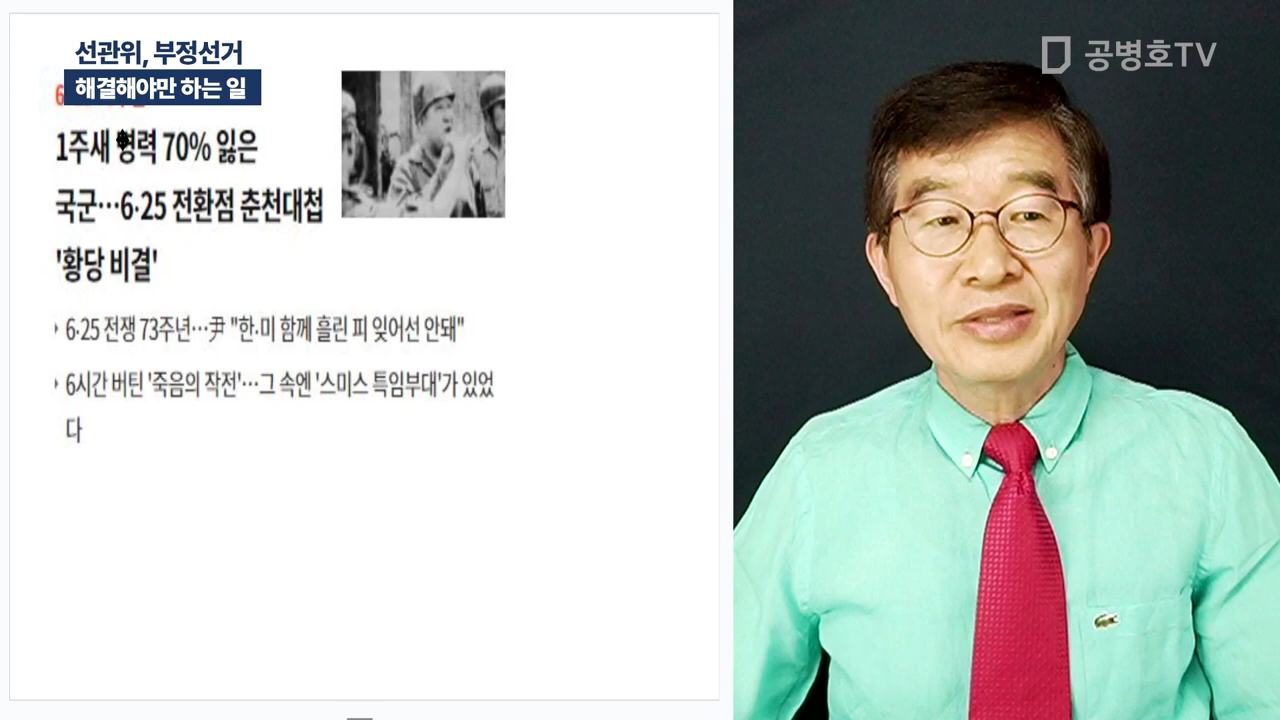 선관위, 부정선거
해결해야만 하는 일
1주새 병력 70% 잃은
국군…6·25 전환점 춘천대첩
'황당 비결'
6·25 전쟁 73주년…尹 "한·미 함께 흘린 피 잊어선 안돼"
6시간 버틴 '죽음의 작전'…그 속엔 '스미스 특임부대'가 있었
다
공병호TV